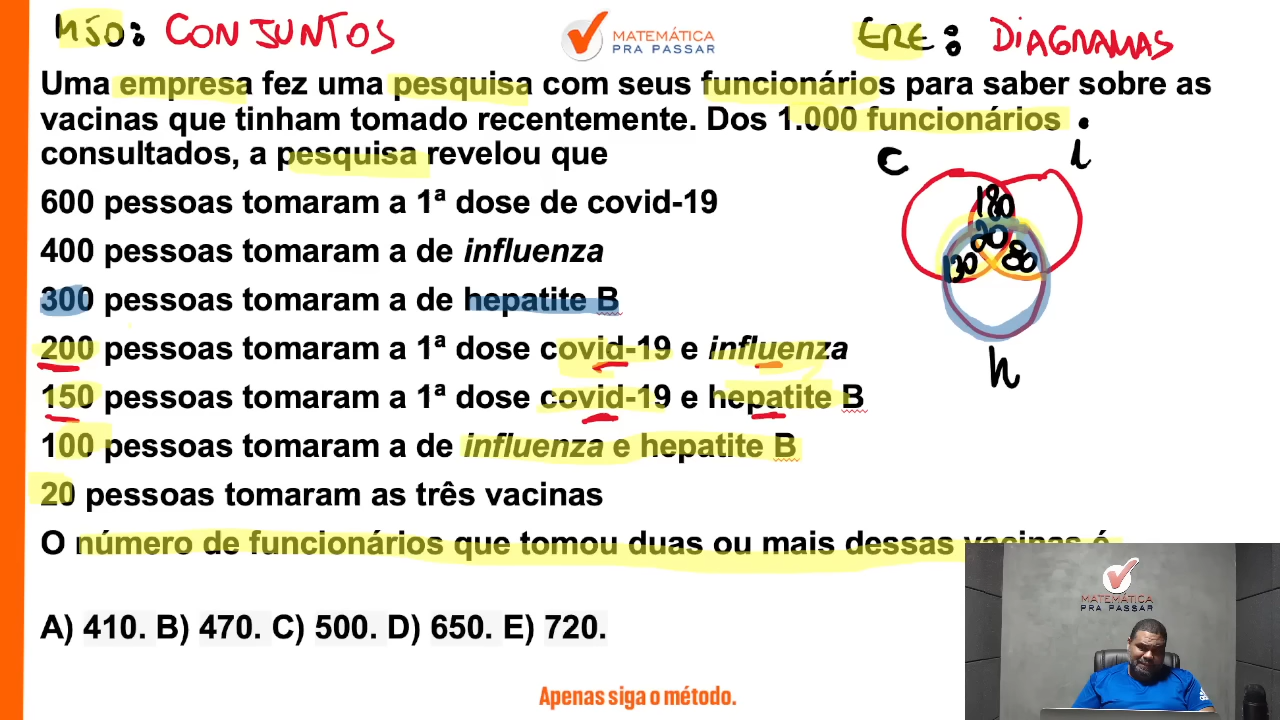 MJO: CONJUNTOS
MATEMÁTICA
PRA PASSAR
ERE: DIAGRAMAS
Uma empresa fez uma pesquisa com seus funcionários para saber sobre as
vacinas que tinham tomado recentemente. Dos 1.000 funcionários
consultados, a pesquisa revelou que
C
i
600 pessoas tomaram a 1ª dose de covid-19
180
400 pessoas tomaram a de influenza
20
130
80
300 pessoas tomaram a de hepatite B
200 pessoas tomaram a 1ª dose covid-19 e influenza
h
150 pessoas tomaram a 1ª dose covid-19 e hepatite B
100 pessoas tomaram a de influenza e hepatite B
20 pessoas tomaram as três vacinas
O número de funcionários que tomou duas ou mais dessas vacinas é
A) 410. B) 470. C) 500. D) 650. E) 720.
MATEMÁTICA
PRA PASSAR
Apenas siga o método.